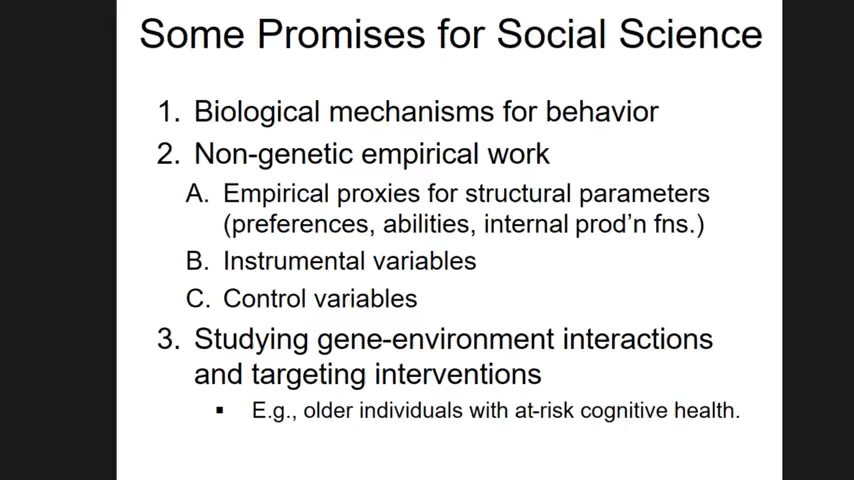 Some Promises for Social Science
1. Biological mechanisms for behavior
2. Non-genetic empirical work
A. Empirical proxies for structural parameters
(preferences, abilities, internal prod'n fns.)
B. Instrumental variables
C. Control variables
3. Studying gene-environment interactions
and targeting interventions
▪ E.g., older individuals with at-risk cognitive health.